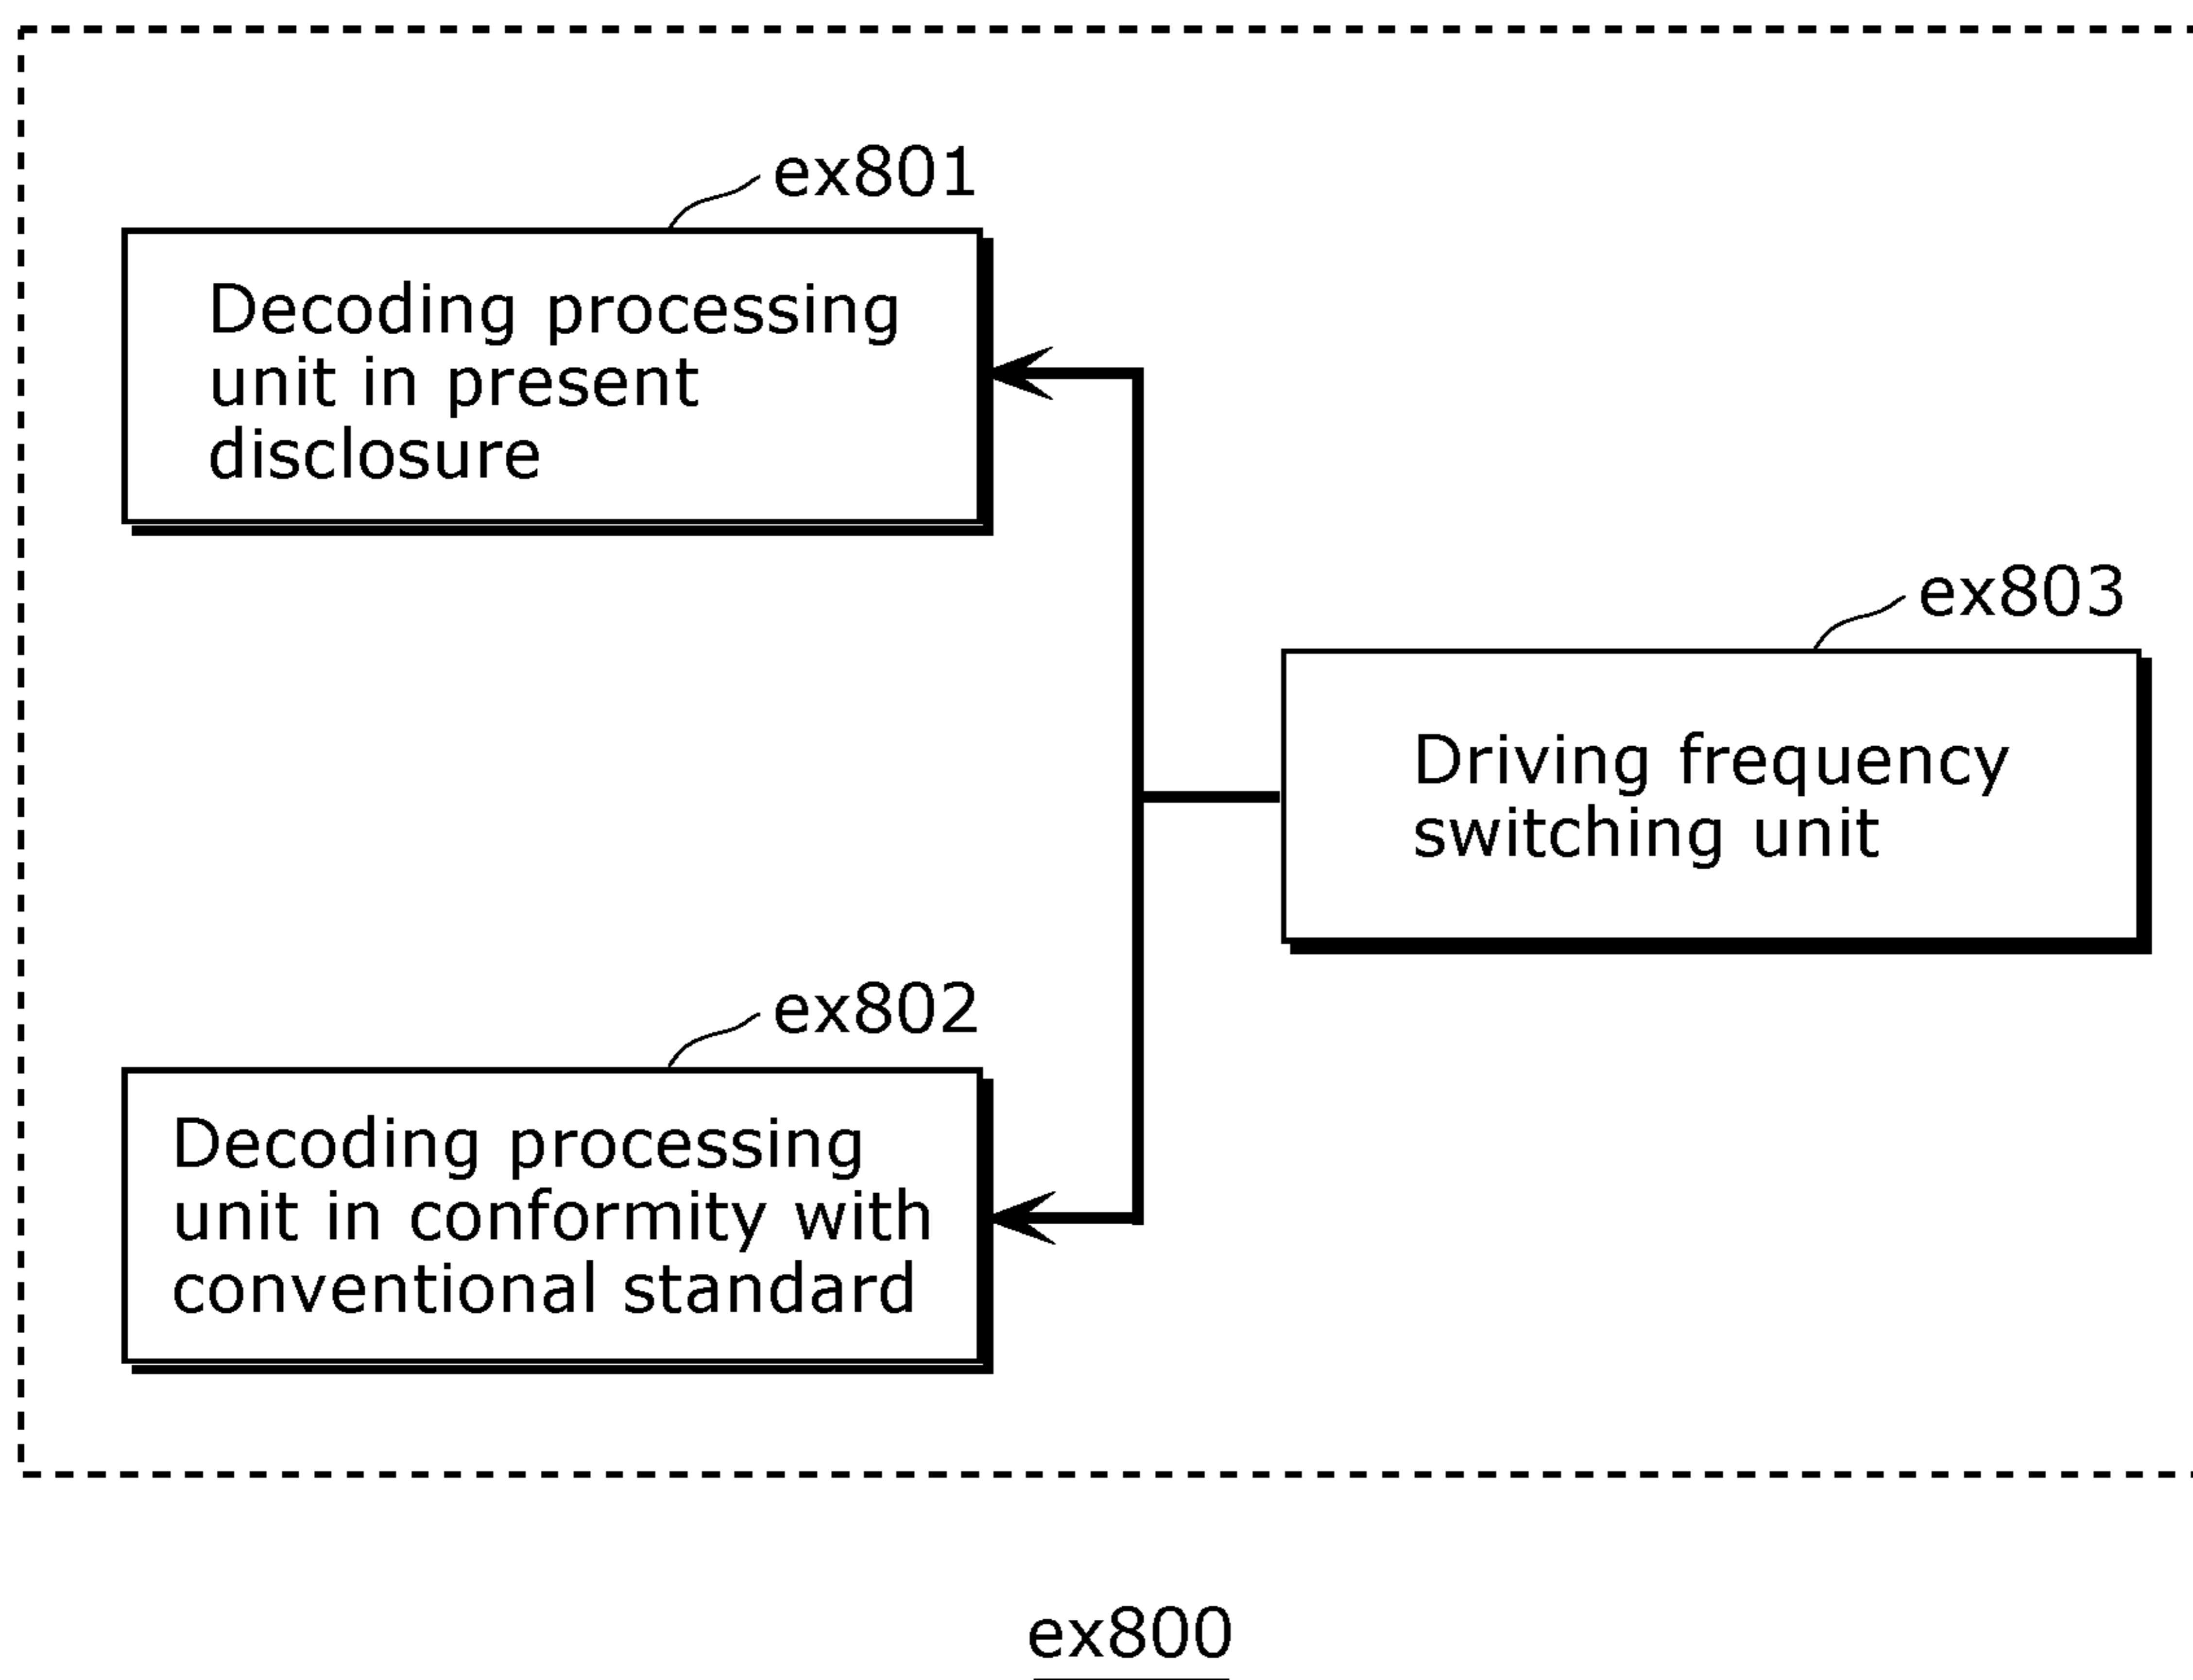 ex801
Decoding processing
unit in present
disclosure
ex803
Driving frequency
switching unit
ex802
Decoding processing
unit in conformity with
conventional standard
ex800